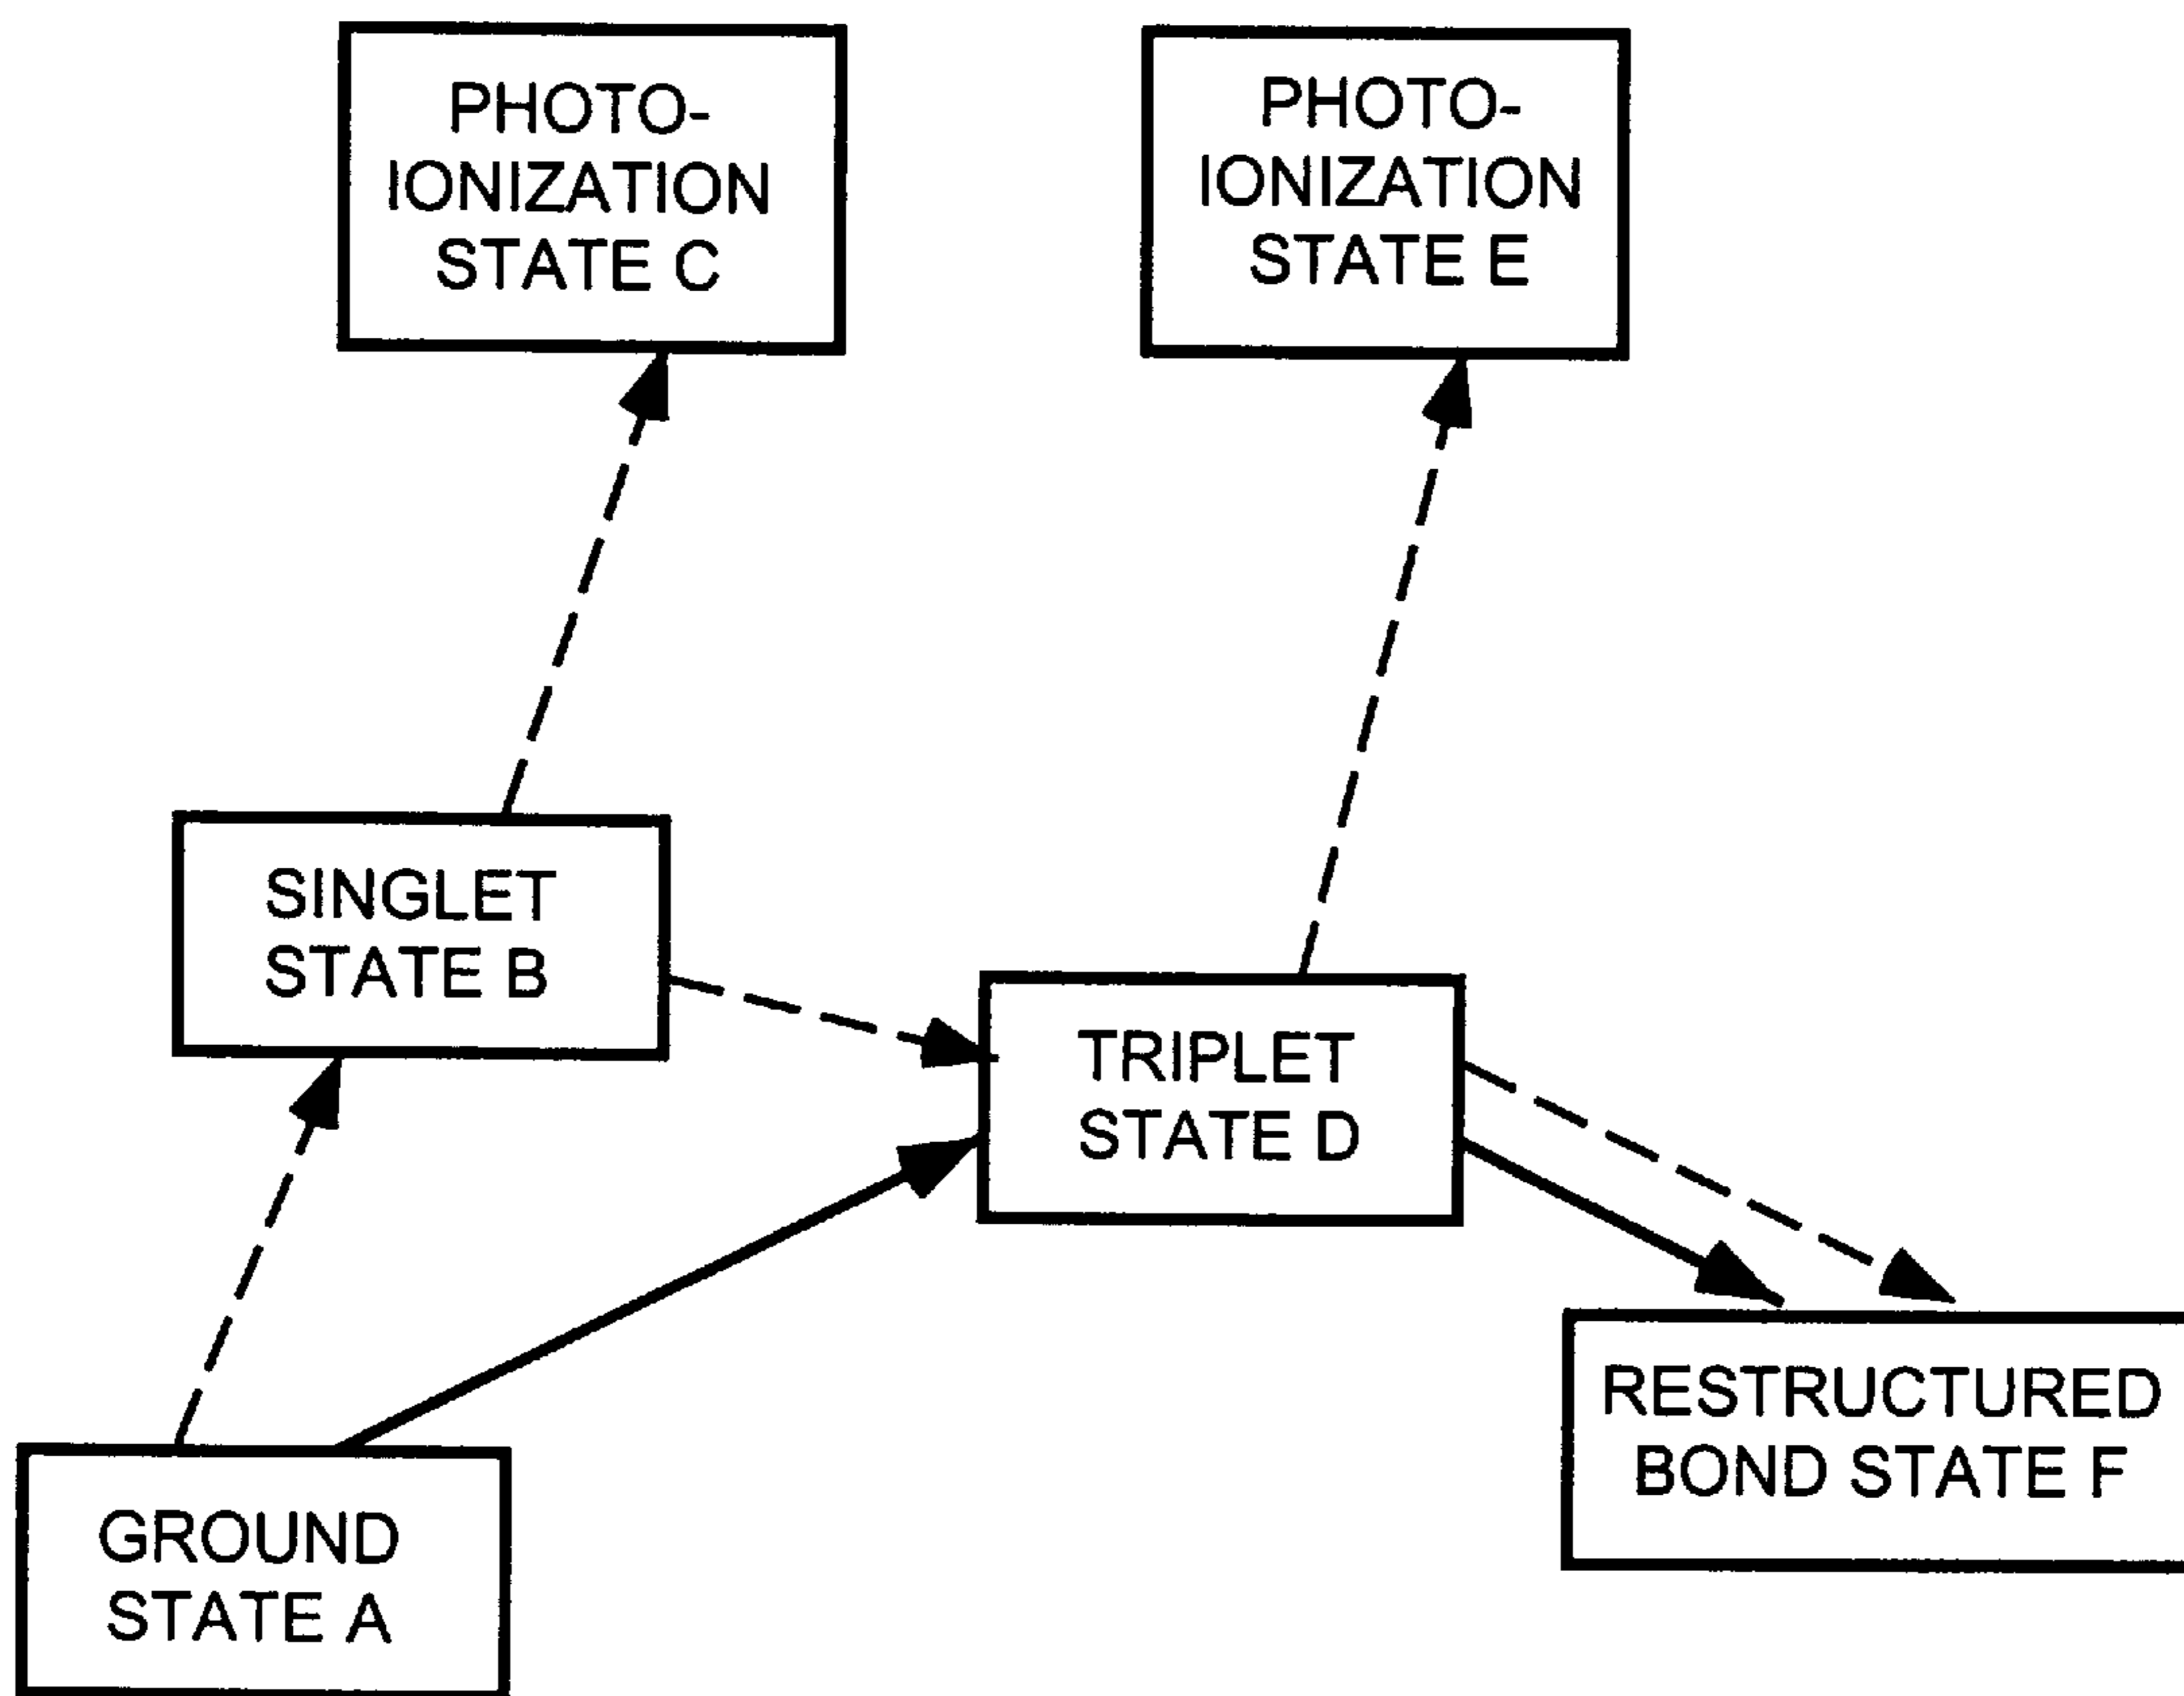 PHOTO-
IONIZATION
STATE C
PHOTO-
IONIZATION
STATE E
SINGLET
STATE B
TRIPLET
STATE D
RESTRUCTURED
BOND STATE F
GROUND
STATE A